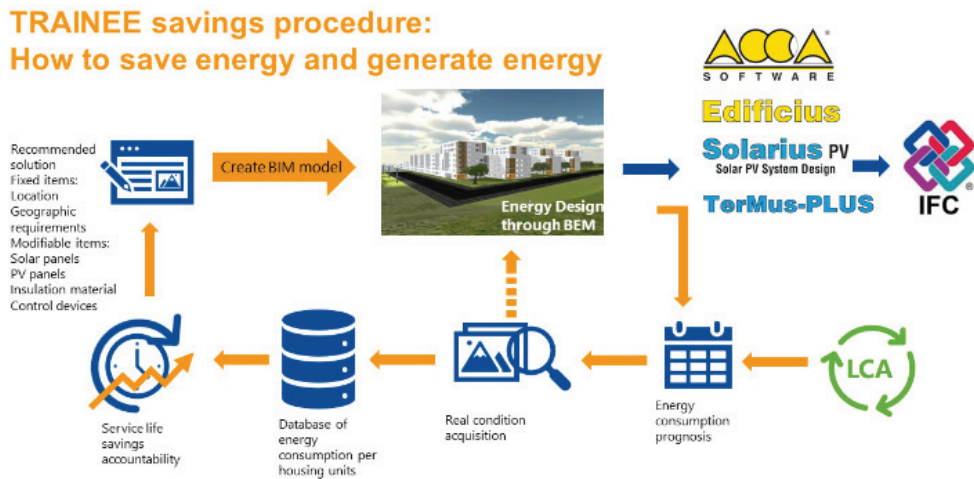 TRAINEE savings procedure:
How to save energy and generate energy
ACCA
SOFTWARE
Edificius
Solarius PV
Solar PV System Design
TerMus-PLUS
IFC
®
Recommended
solution
Fixed items:
Location
Geographic
requirements
Modifiable items:
Solar panels
PV panels
Insulation material
Control devices
Create BIM model
Energy Design
through BEM
Service life
savings
accountability
Database of
energy
consumption per
housing units
Real condition
acquisition
Energy
consumption
prognosis
LCA